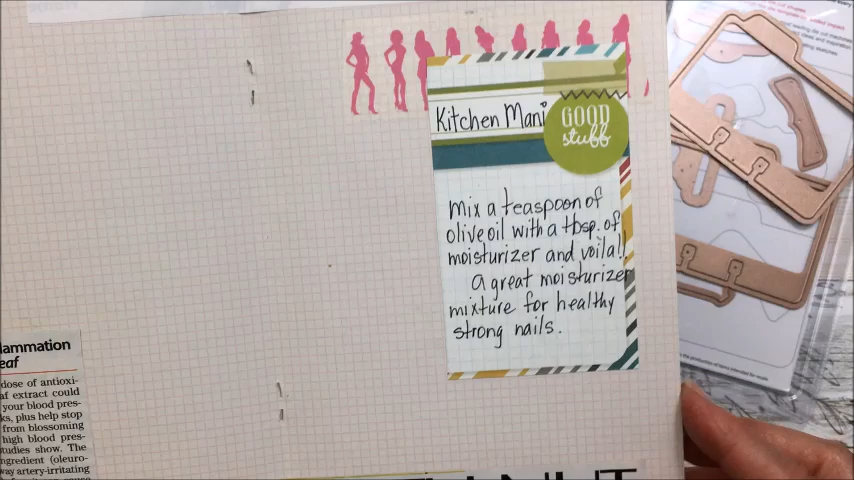 Kitchen Mani
GOOD
stuff
mix a teaspoon of
olive oil with a tbsp. of
moisturizer and voila!!
a great moisturizer
mixture for healthy
strong nails.
lammation
eaf
dose of antioxi-
af extract could
your blood pres-
ks, plus help stop
from blossoming
high blood pres-
tudies show. The
ngredient (oleuro-
way artery-irritating